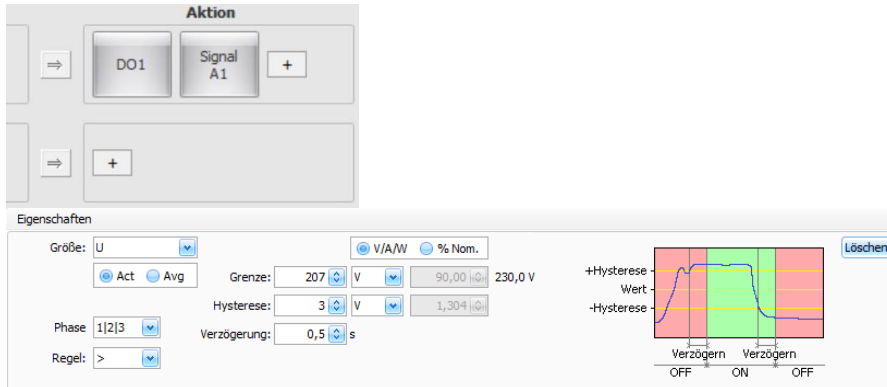 Aktion
⇒ DO1 Signal A1 +
⇒ +
Eigenschaften
Größe: U V/A/W % Nom. Löschen
Act Avg Grenze: 207 V 90,00 230,0 V
Hysterese: 3 V 1,304
Phase 1|2|3 Verzögerung: 0,5 s
Regel: >
+Hysterese
Wert
-Hysterese
Verzögern Verzögern
OFF ON OFF